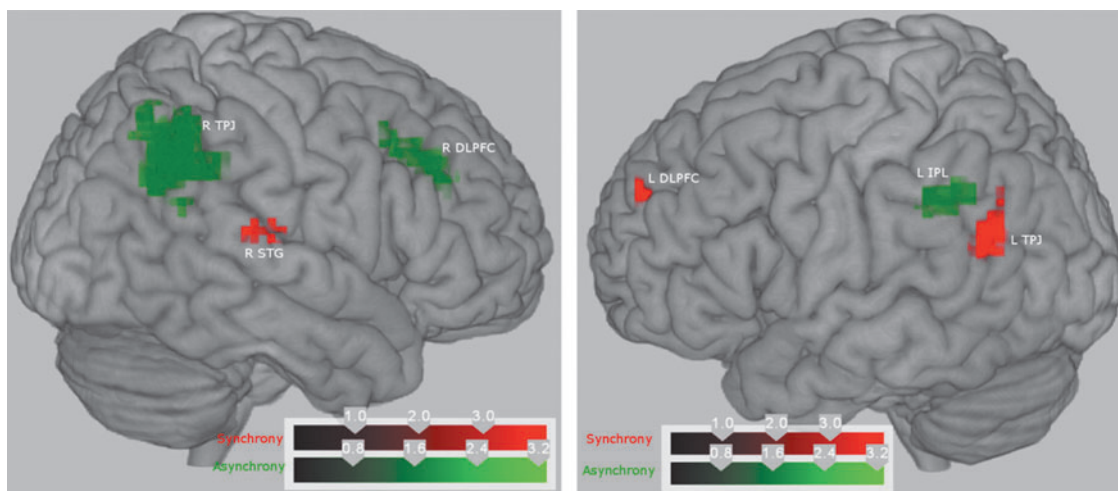 R TPJ
R DLPFC
R STG
1.0 2.0 3.0
Synchrony
0.8 1.6 2.4 3.2
Asynchrony
L DLPFC
L IPL
L TPJ
1.0 2.0 3.0
Synchrony
0.8 1.6 2.4 3.2
Asynchrony